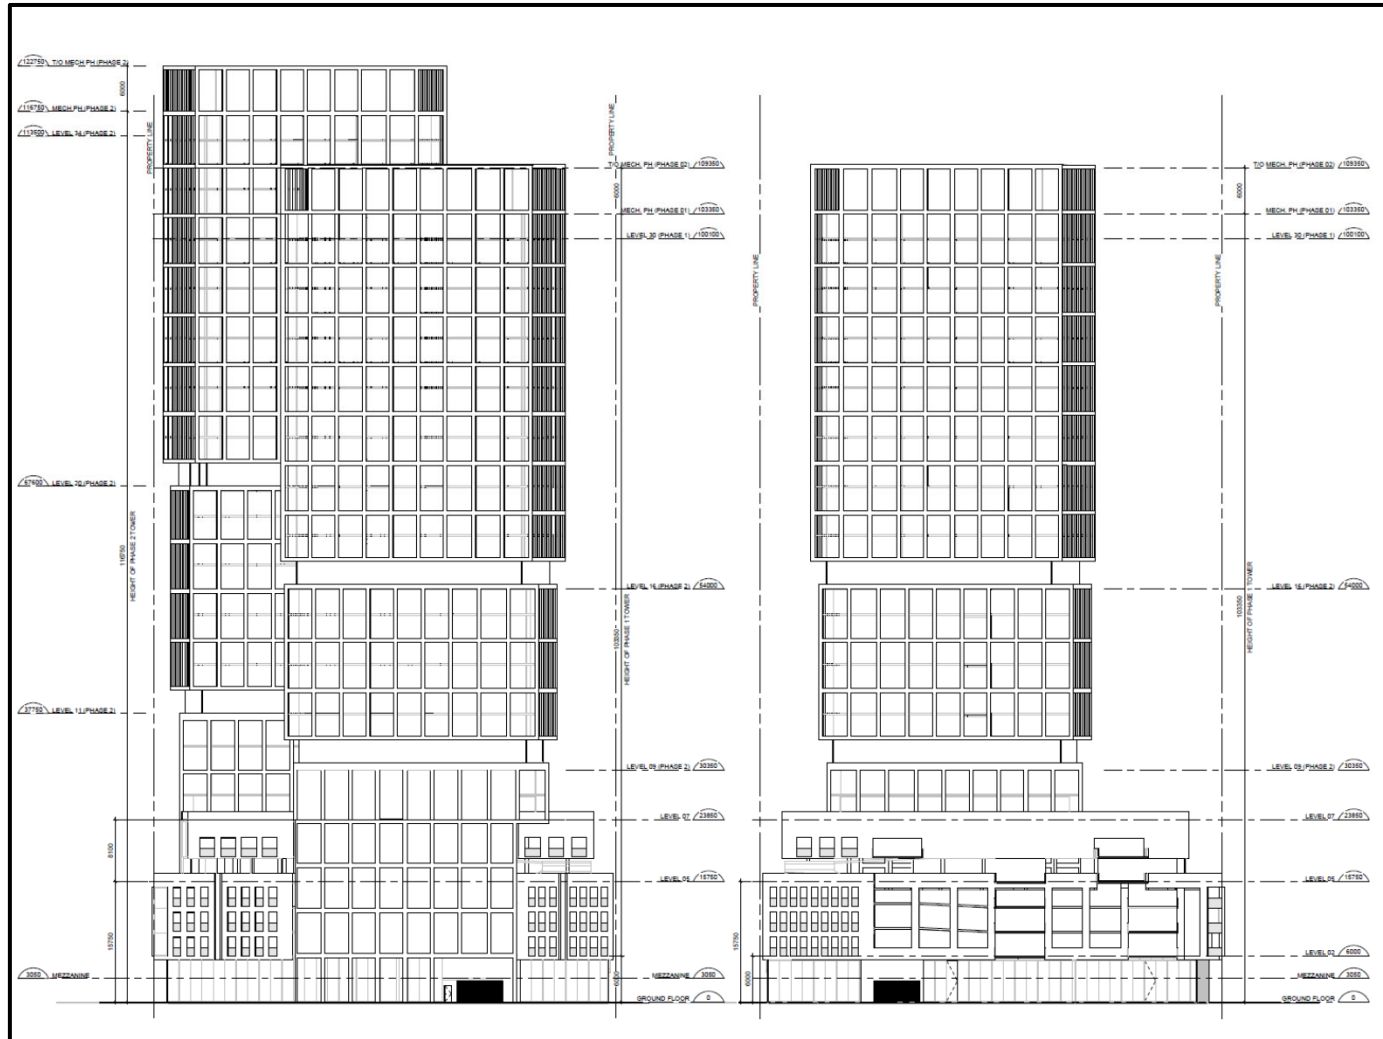 122750 T/O MECH PH (PHASE 2)
6000
116750 MECH PH (PHASE 2)
113500 LEVEL 34 (PHASE 2)
PROPERTY LINE
67600 LEVEL 20 (PHASE 2)
116750
HEIGHT OF PHASE 2 TOWER
37750 LEVEL 11 (PHASE 2)
8100
15750
3050 MEZZANINE
PROPERTY LINE
T/O MECH. PH (PHASE 02) 109350
6000
MECH. PH (PHASE 01) 103350
LEVEL 30 (PHASE 1) 100100
LEVEL 16 (PHASE 2) 54000
103350
HEIGHT OF PHASE 1 TOWER
LEVEL 09 (PHASE 2) 30350
LEVEL 07 23850
LEVEL 05 15750
MEZZANINE 3050
6000
GROUND FLOOR 0
PROPERTY LINE
15750
6000
PROPERTY LINE
T/O MECH. PH (PHASE 02) 109350
6000
MECH. PH (PHASE 01) 103350
LEVEL 30 (PHASE 1) 100100
LEVEL 16 (PHASE 2) 54000
103350
HEIGHT OF PHASE 1 TOWER
LEVEL 09 (PHASE 2) 30350
LEVEL 07 23850
LEVEL 05 15750
LEVEL 02 6000
MEZZANINE 3050
GROUND FLOOR 0